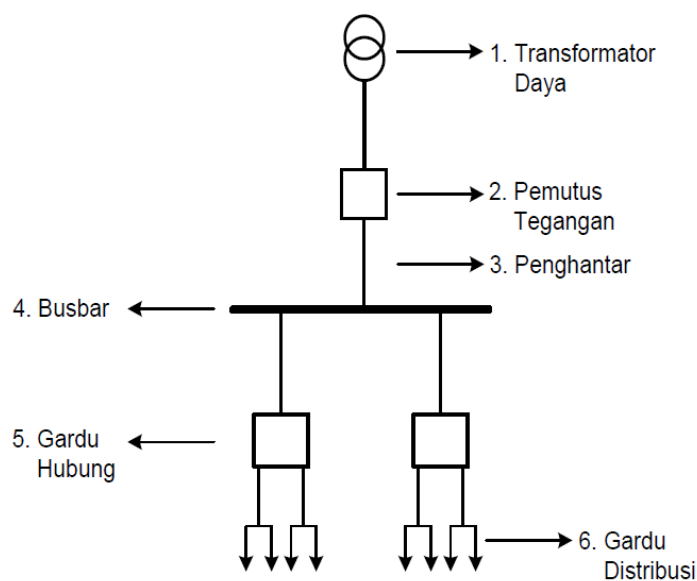 1. Transformator
Daya
2. Pemutus
Tegangan
3. Penghantar
4. Busbar
5. Gardu
Hubung
6. Gardu
Distribusi